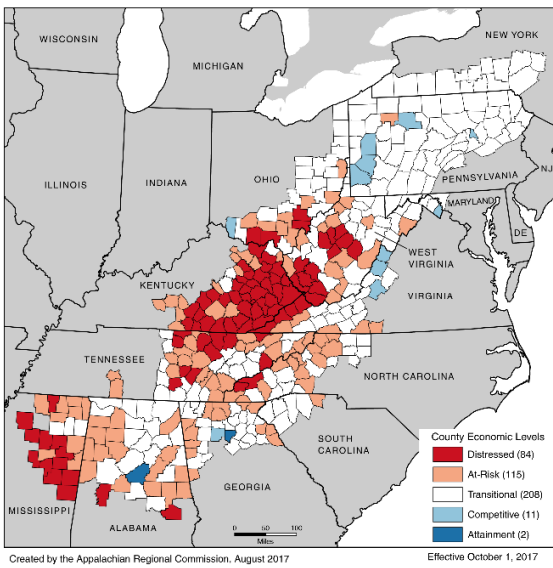 WISCONSIN
NEW YORK
MICHIGAN
ILLINOIS
INDIANA
OHIO
PENNSYLVANIA
NJ
MARYLAND
DE
WEST
VIRGINIA
KENTUCKY
VIRGINIA
TENNESSEE
NORTH CAROLINA
SOUTH
CAROLINA
GEORGIA
MISSISSIPPI
ALABAMA
County Economic Levels
Distressed (84)
At-Risk (115)
Transitional (208)
Competitive (11)
Attainment (2)
0 50 100
Miles
Created by the Appalachian Regional Commission. August 2017
Effective October 1, 2017